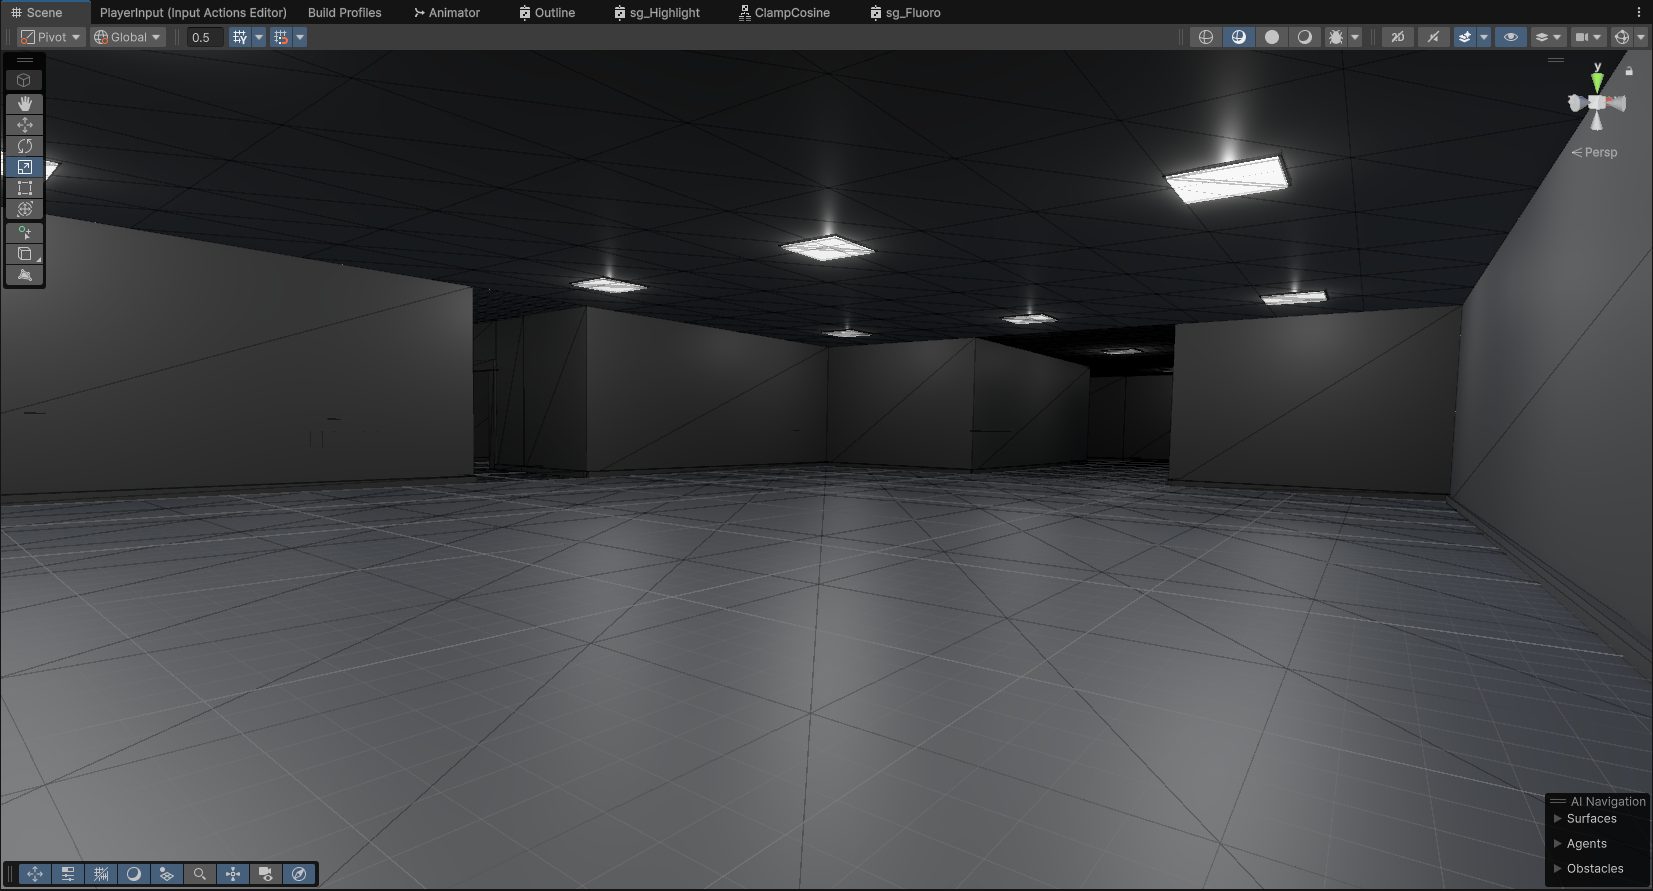 Scene
PlayerInput (Input Actions Editor)
Build Profiles
Animator
Outline
sg_Highlight
ClampCosine
sg_Fluoro
Pivot
Global
0.5
2D
y
Persp
AI Navigation
Surfaces
Agents
Obstacles